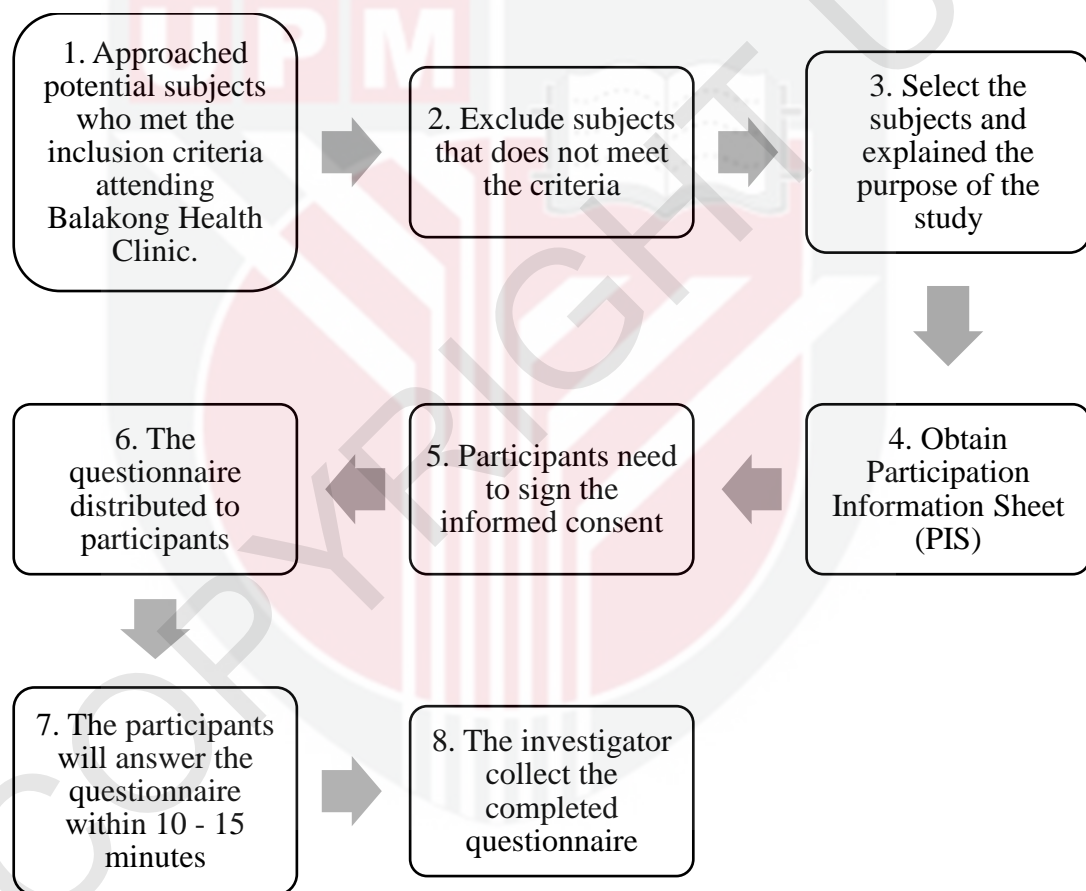 UPM
1. Approached
potential subjects
who met the
inclusion criteria
attending
Balakong Health
Clinic.
2. Exclude subjects
that does not meet
the criteria
3. Select the
subjects and
explained the
purpose of the
study
4. Obtain
Participation
Information Sheet
(PIS)
5. Participants need
to sign the
informed consent
6. The
questionnaire
distributed to
participants
7. The participants
will answer the
questionnaire
within 10 - 15
minutes
8. The investigator
collect the
completed
questionnaire
COPYRIGHT U